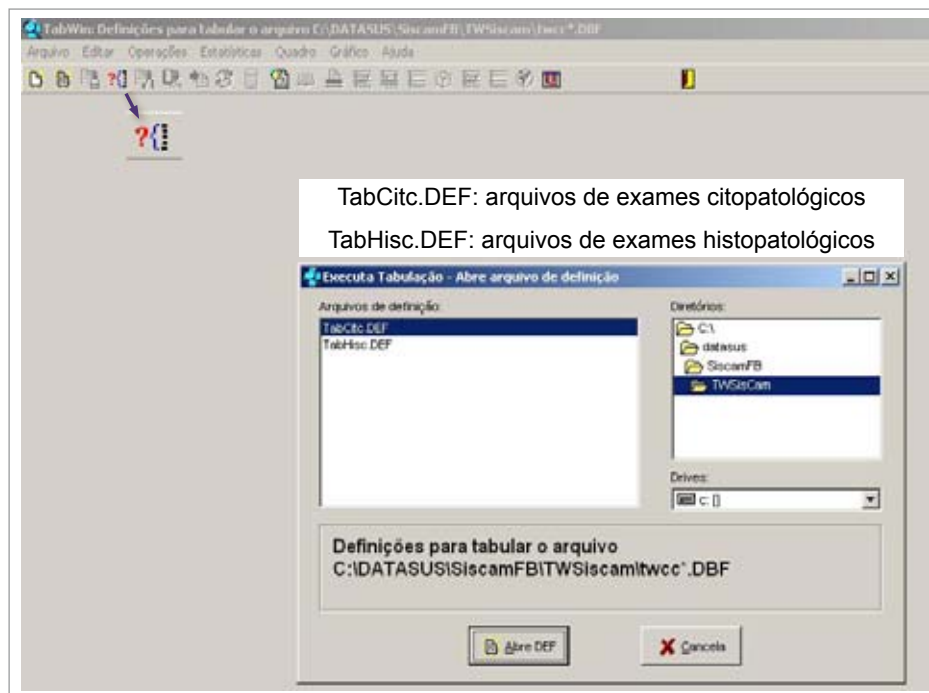 TabWin: Definições para tabular o arquivo C:\DATASUS\SiscamFB\TWSiscam\twcc*.DBF
Arquivo Editar Operações Estatísticas Quadro Gráfico Ajuda
?{
TabCitc.DEF: arquivos de exames citopatológicos
TabHisc.DEF: arquivos de exames histopatológicos
Executa Tabulação - Abre arquivo de definição
Arquivos de definição:
TabCitc.DEF
TabHisc.DEF
Diretórios:
C:\
datasus
SiscamFB
TWSisCam
Drives:
c: []
Definições para tabular o arquivo
C:\DATASUS\SiscamFB\TWSiscam\twcc*.DBF
Abre DEF
Cancela